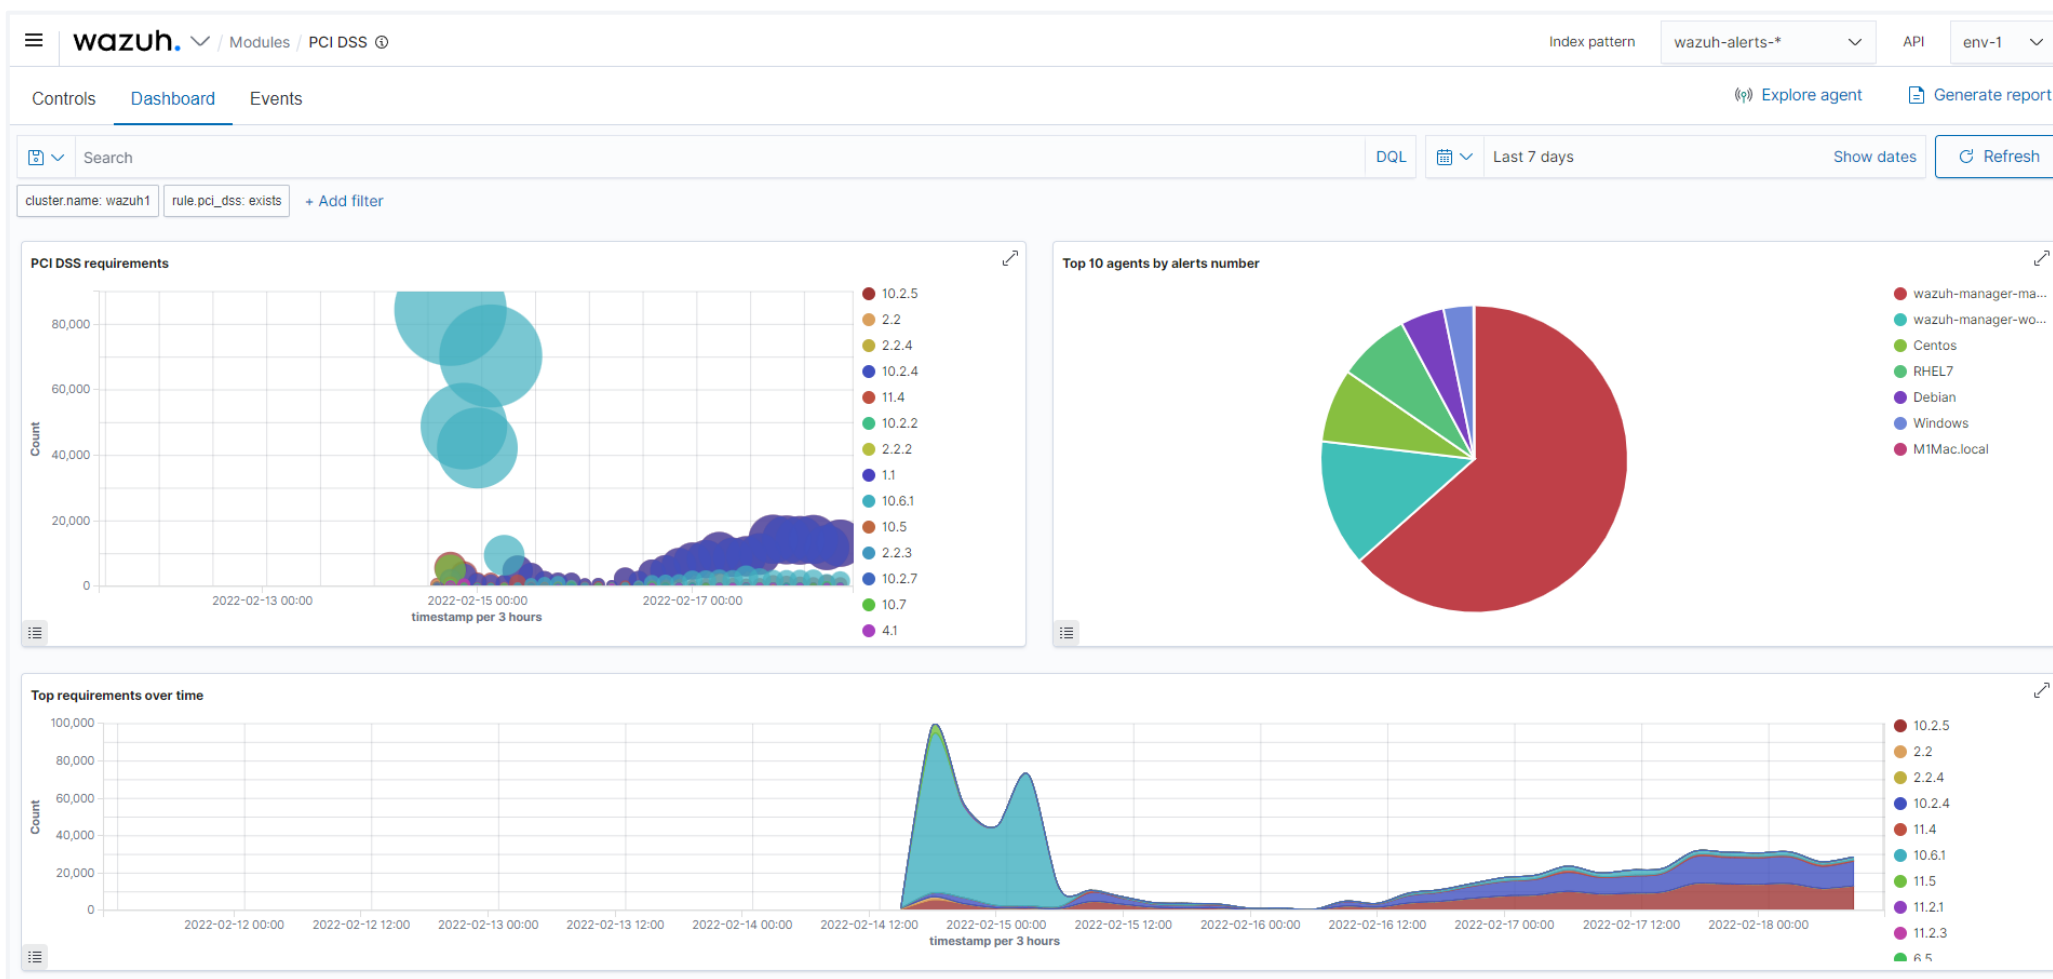 wazuh. / Modules / PCI DSS
Index pattern wazuh-alerts-* API env-1
Controls Dashboard Events
Explore agent Generate report
Search DQL Last 7 days Show dates Refresh
cluster.name: wazuh1 rule.pci_dss: exists + Add filter
PCI DSS requirements
80,000
60,000
40,000
20,000
0
Count
2022-02-13 00:00 2022-02-15 00:00 2022-02-17 00:00
timestamp per 3 hours
10.2.5
2.2
2.2.4
10.2.4
11.4
10.2.2
2.2.2
1.1
10.6.1
10.5
2.2.3
10.2.7
10.7
4.1
Top 10 agents by alerts number
wazuh-manager-ma...
wazuh-manager-wo...
Centos
RHEL7
Debian
Windows
M1Mac.local
Top requirements over time
100,000
80,000
60,000
40,000
20,000
0
Count
2022-02-12 00:00 2022-02-12 12:00 2022-02-13 00:00 2022-02-13 12:00 2022-02-14 00:00 2022-02-14 12:00 2022-02-15 00:00 2022-02-15 12:00 2022-02-16 00:00 2022-02-16 12:00 2022-02-17 00:00 2022-02-17 12:00 2022-02-18 00:00
timestamp per 3 hours
10.2.5
2.2
2.2.4
10.2.4
11.4
10.6.1
11.5
11.2.1
11.2.3
6.5